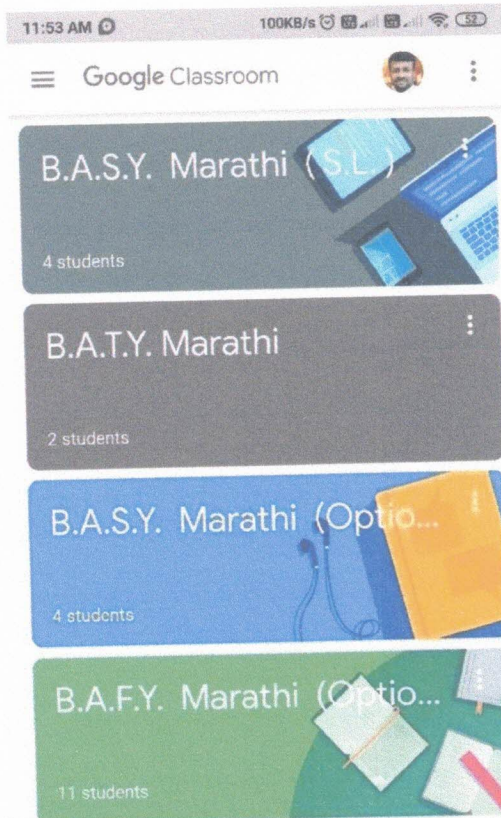 11:53 AM 100KB/s 52
Google Classroom
B.A.S.Y. Marathi (S.L.)
4 students
B.A.T.Y. Marathi
2 students
B.A.S.Y. Marathi (Optio...
4 students
B.A.F.Y. Marathi (Optio...
11 students